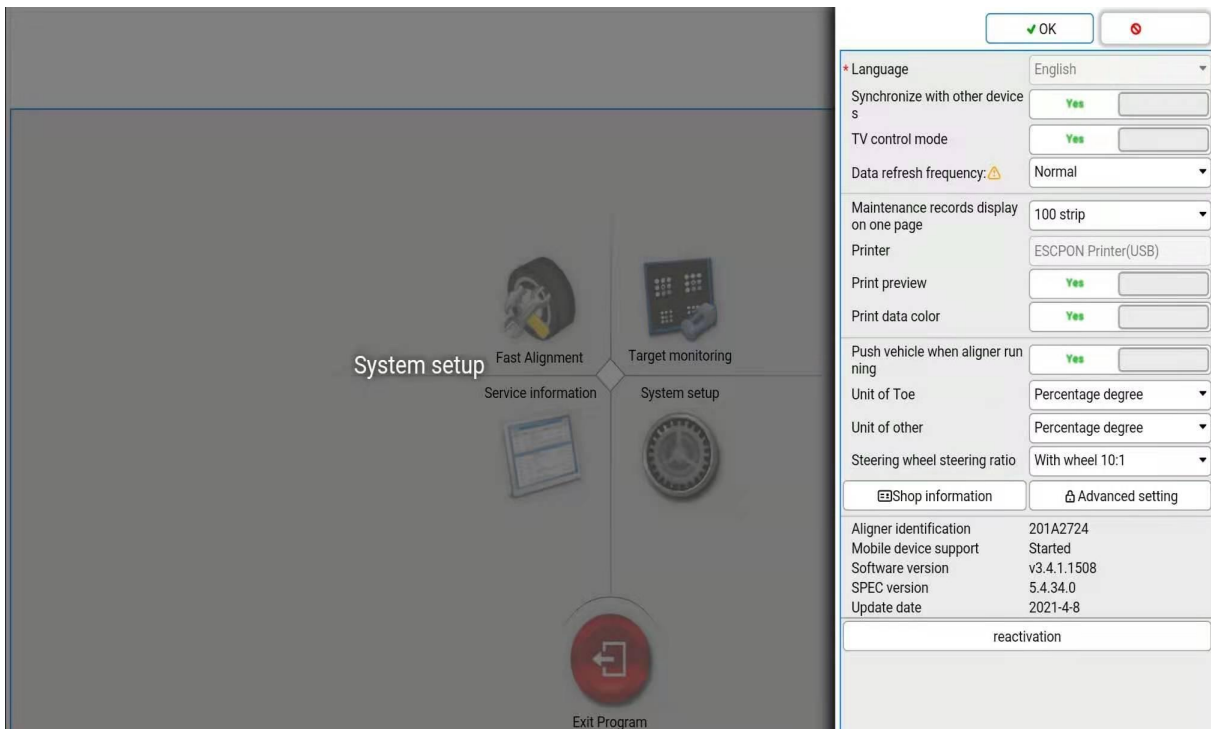 OK
* Language English
Synchronize with other device
s
Yes
TV control mode Yes
Data refresh frequency: Normal
Maintenance records display
on one page
100 strip
Printer ESCPON Printer(USB)
Print preview Yes
Print data color Yes
Push vehicle when aligner run
ning
Yes
Unit of Toe Percentage degree
Unit of other Percentage degree
Steering wheel steering ratio With wheel 10:1
Shop information Advanced setting
Aligner identification 201A2724
Mobile device support Started
Software version v3.4.1.1508
SPEC version 5.4.34.0
Update date 2021-4-8
reactivation
System setup
Fast Alignment Target monitoring
Service information System setup
Exit Program